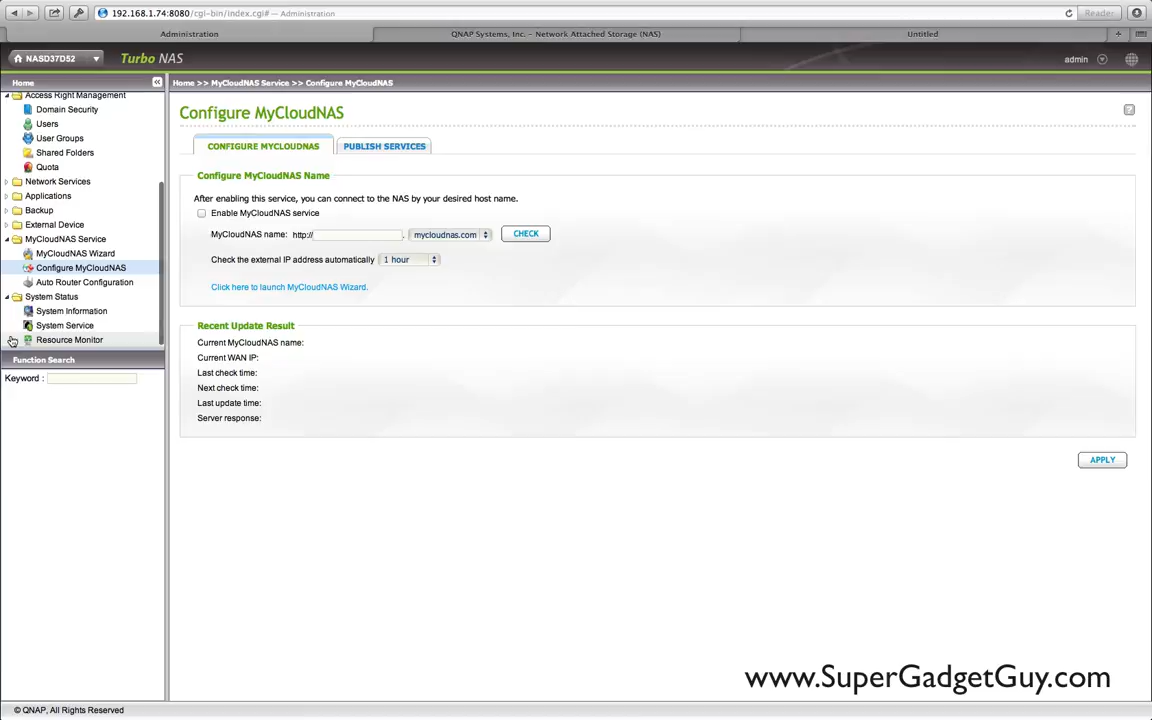 192.168.1.74:8080/cgi-bin/index.cgi# — Administration
Reader
Administration
QNAP Systems, Inc. – Network Attached Storage (NAS)
Untitled
NASD37D52
Turbo NAS
admin
Home
Home >> MyCloudNAS Service >> Configure MyCloudNAS
Access Right Management
Domain Security
Users
User Groups
Shared Folders
Quota
Network Services
Applications
Backup
External Device
MyCloudNAS Service
MyCloudNAS Wizard
Configure MyCloudNAS
Auto Router Configuration
System Status
System Information
System Service
Resource Monitor
Function Search
Keyword :
Configure MyCloudNAS
CONFIGURE MYCLOUDNAS
PUBLISH SERVICES
Configure MyCloudNAS Name
After enabling this service, you can connect to the NAS by your desired host name.
Enable MyCloudNAS service
MyCloudNAS name: http:// . mycloudnas.com CHECK
Check the external IP address automatically 1 hour
Click here to launch MyCloudNAS Wizard.
Recent Update Result
Current MyCloudNAS name:
Current WAN IP:
Last check time:
Next check time:
Last update time:
Server response:
APPLY
www.SuperGadgetGuy.com
© QNAP, All Rights Reserved